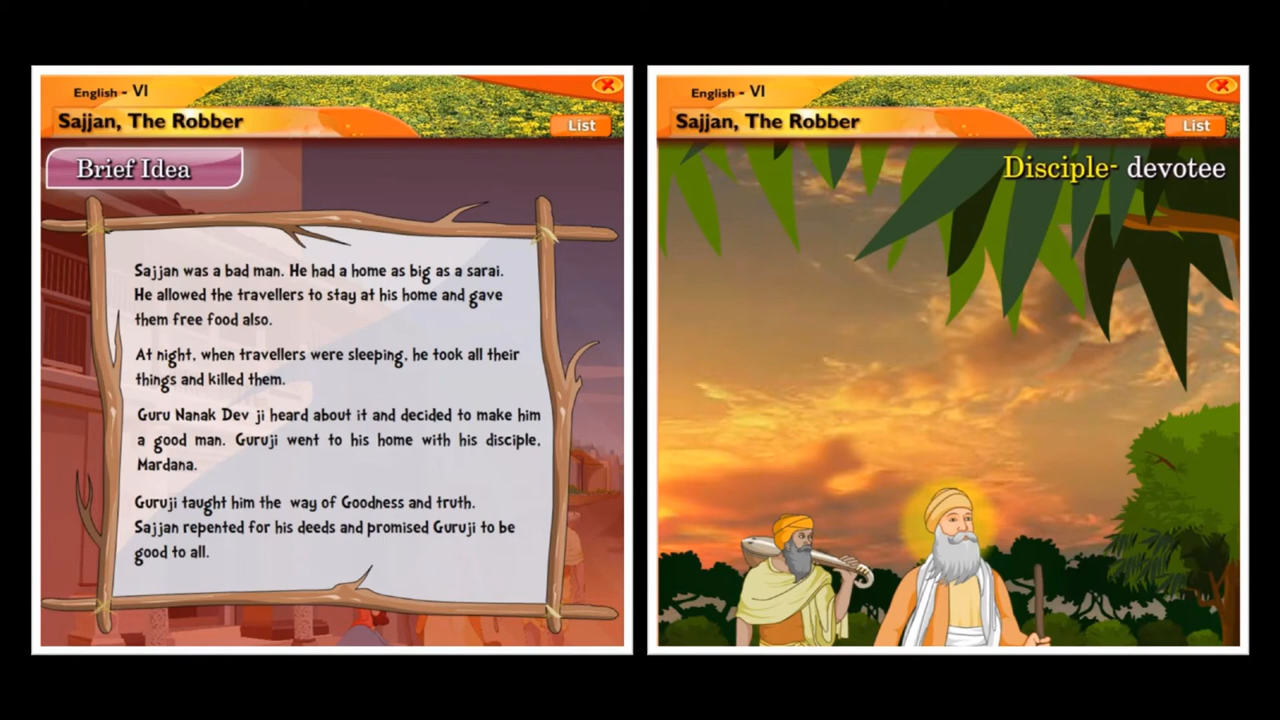 English - VI
Sajjan, The Robber
List
Brief Idea
Sajjan was a bad man. He had a home as big as a sarai.
He allowed the travellers to stay at his home and gave
them free food also.
At night, when travellers were sleeping, he took all their
things and killed them.
Guru Nanak Dev ji heard about it and decided to make him
a good man. Guruji went to his home with his disciple,
Mardana.
Guruji taught him the way of Goodness and truth.
Sajjan repented for his deeds and promised Guruji to be
good to all.
English - VI
Sajjan, The Robber
List
Disciple- devotee